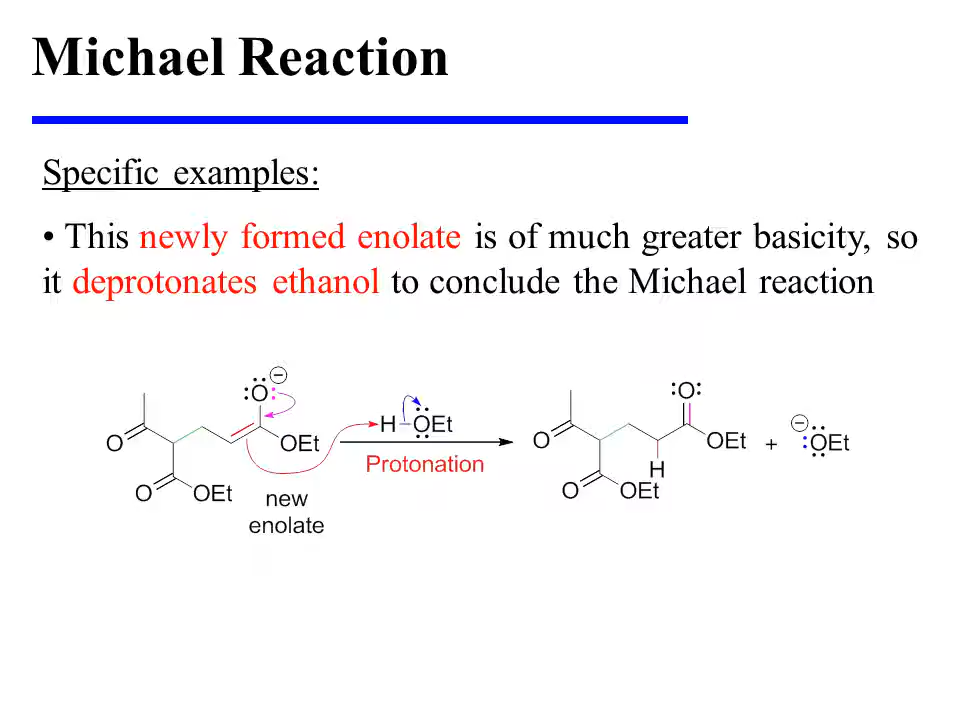 Michael Reaction
Specific examples:
• This newly formed enolate is of much greater basicity, so
it deprotonates ethanol to conclude the Michael reaction
O
O
OEt
O
OEt
new
enolate
H
OEt
Protonation
O
O
OEt
O
OEt
H
+
OEt